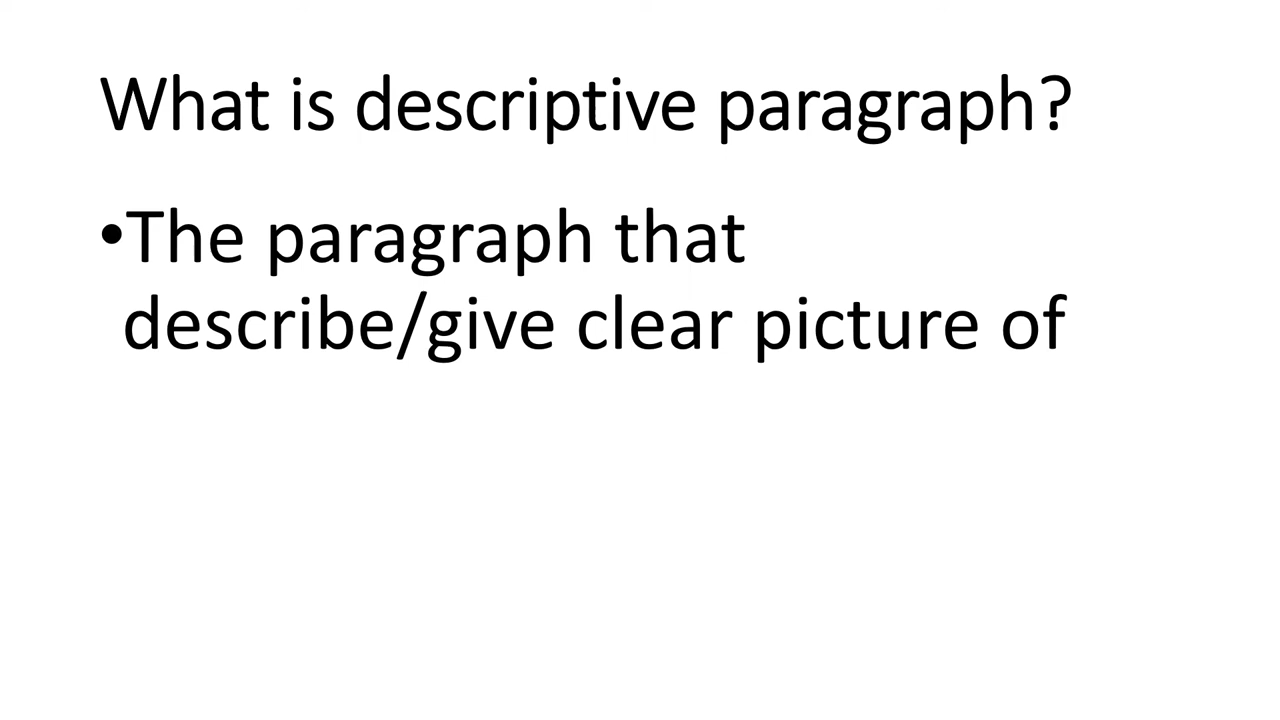 What is descriptive paragraph?
•The paragraph that
describe/give clear picture of